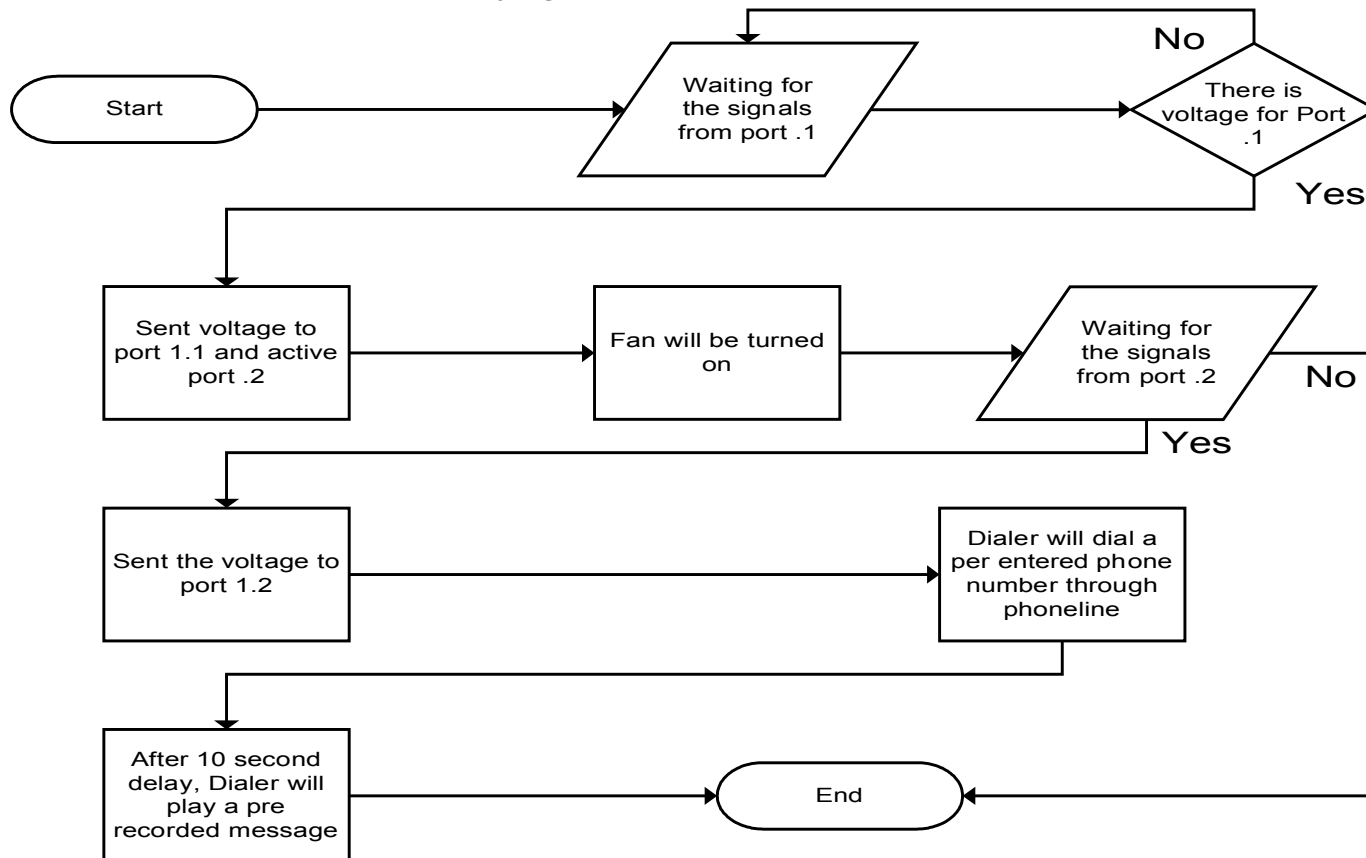 Start
Waiting for
the signals
from port .1
No
There is
voltage for Port
.1
Yes
Sent voltage to
port 1.1 and active
port .2
Fan will be turned
on
Waiting for
the signals
from port .2
No
Yes
Sent the voltage to
port 1.2
Dialer will dial a
per entered phone
number through
phoneline
After 10 second
delay, Dialer will
play a pre
recorded message
End